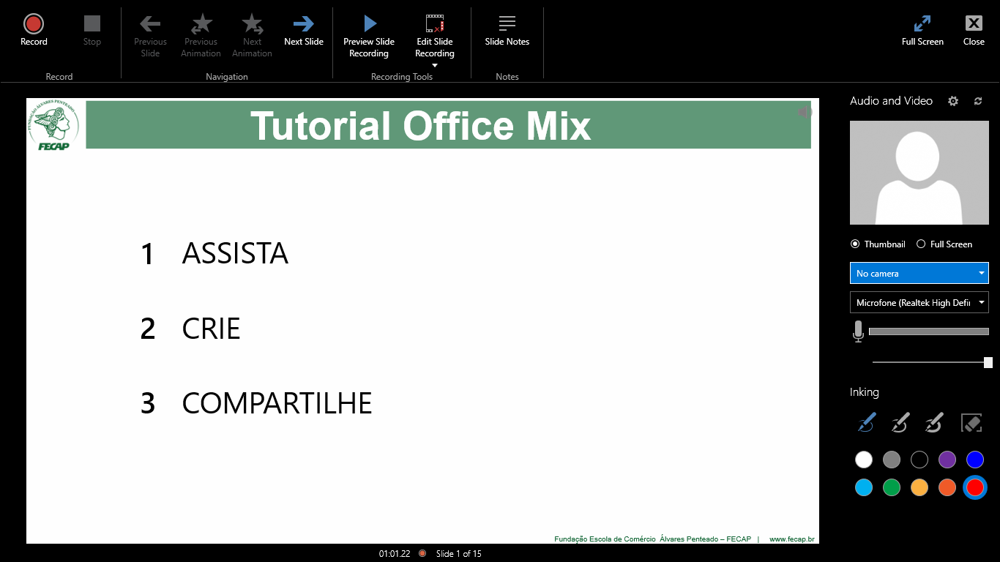 Record
Stop
Previous
Slide
Previous
Animation
Next
Animation
Next Slide
Preview Slide
Recording
Edit Slide
Recording
Slide Notes
Full Screen
Close
Record
Navigation
Recording Tools
Notes
FUNDAÇÃO ÁLVARES PENTEADO
FECAP
Tutorial Office Mix
1 ASSISTA
2 CRIE
3 COMPARTILHE
Fundação Escola de Comércio Álvares Penteado – FECAP | www.fecap.br
01:01.22 Slide 1 of 15
Audio and Video
Thumbnail Full Screen
No camera
Microfone (Realtek High Defin
Inking